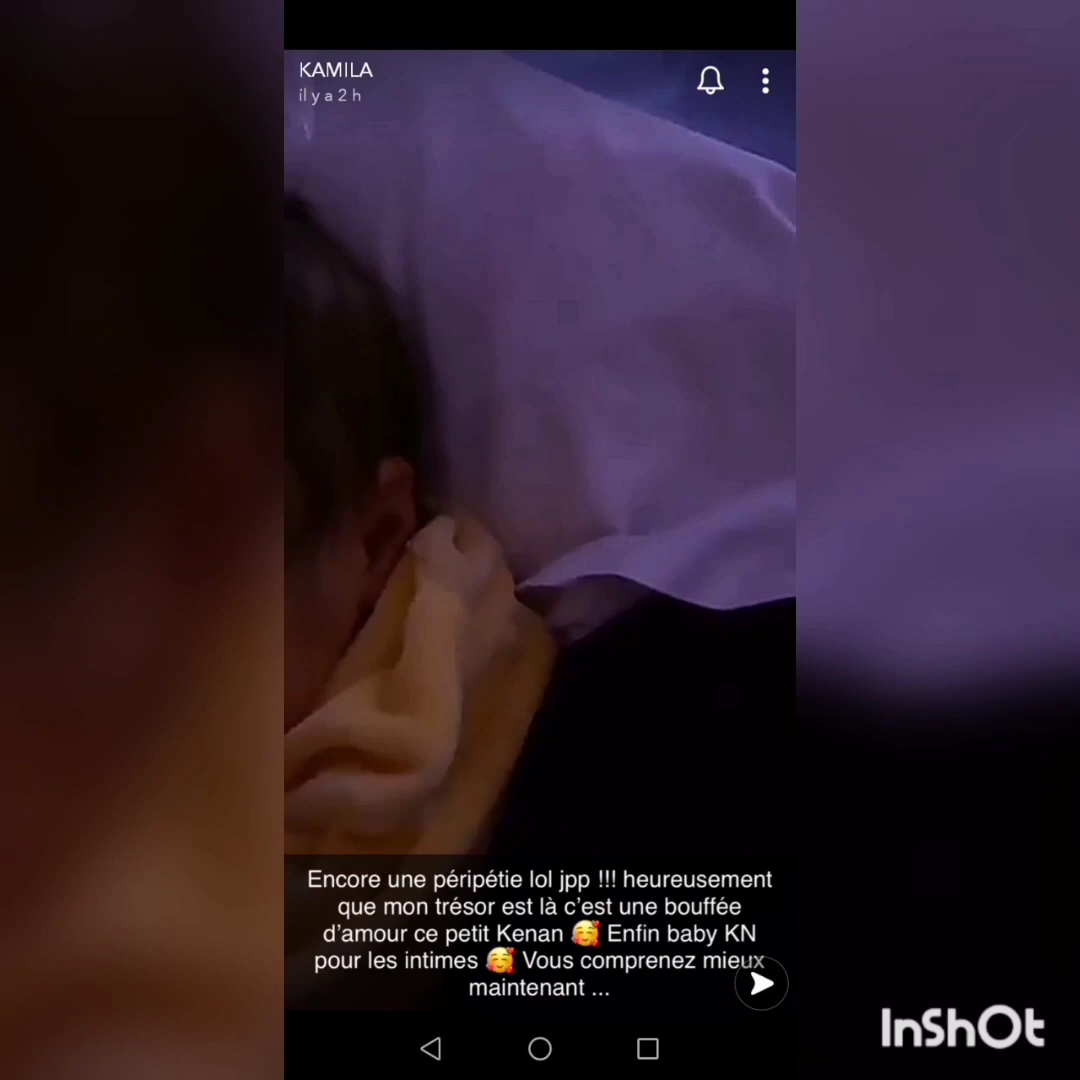 KAMILA
il y a 2 h
Encore une péripétie lol jpp !!! heureusement
que mon trésor est là c’est une bouffée
d’amour ce petit Kenan 🥰 Enfin baby KN
pour les intimes 🥰 Vous comprenez mieux
maintenant ...
InShOt